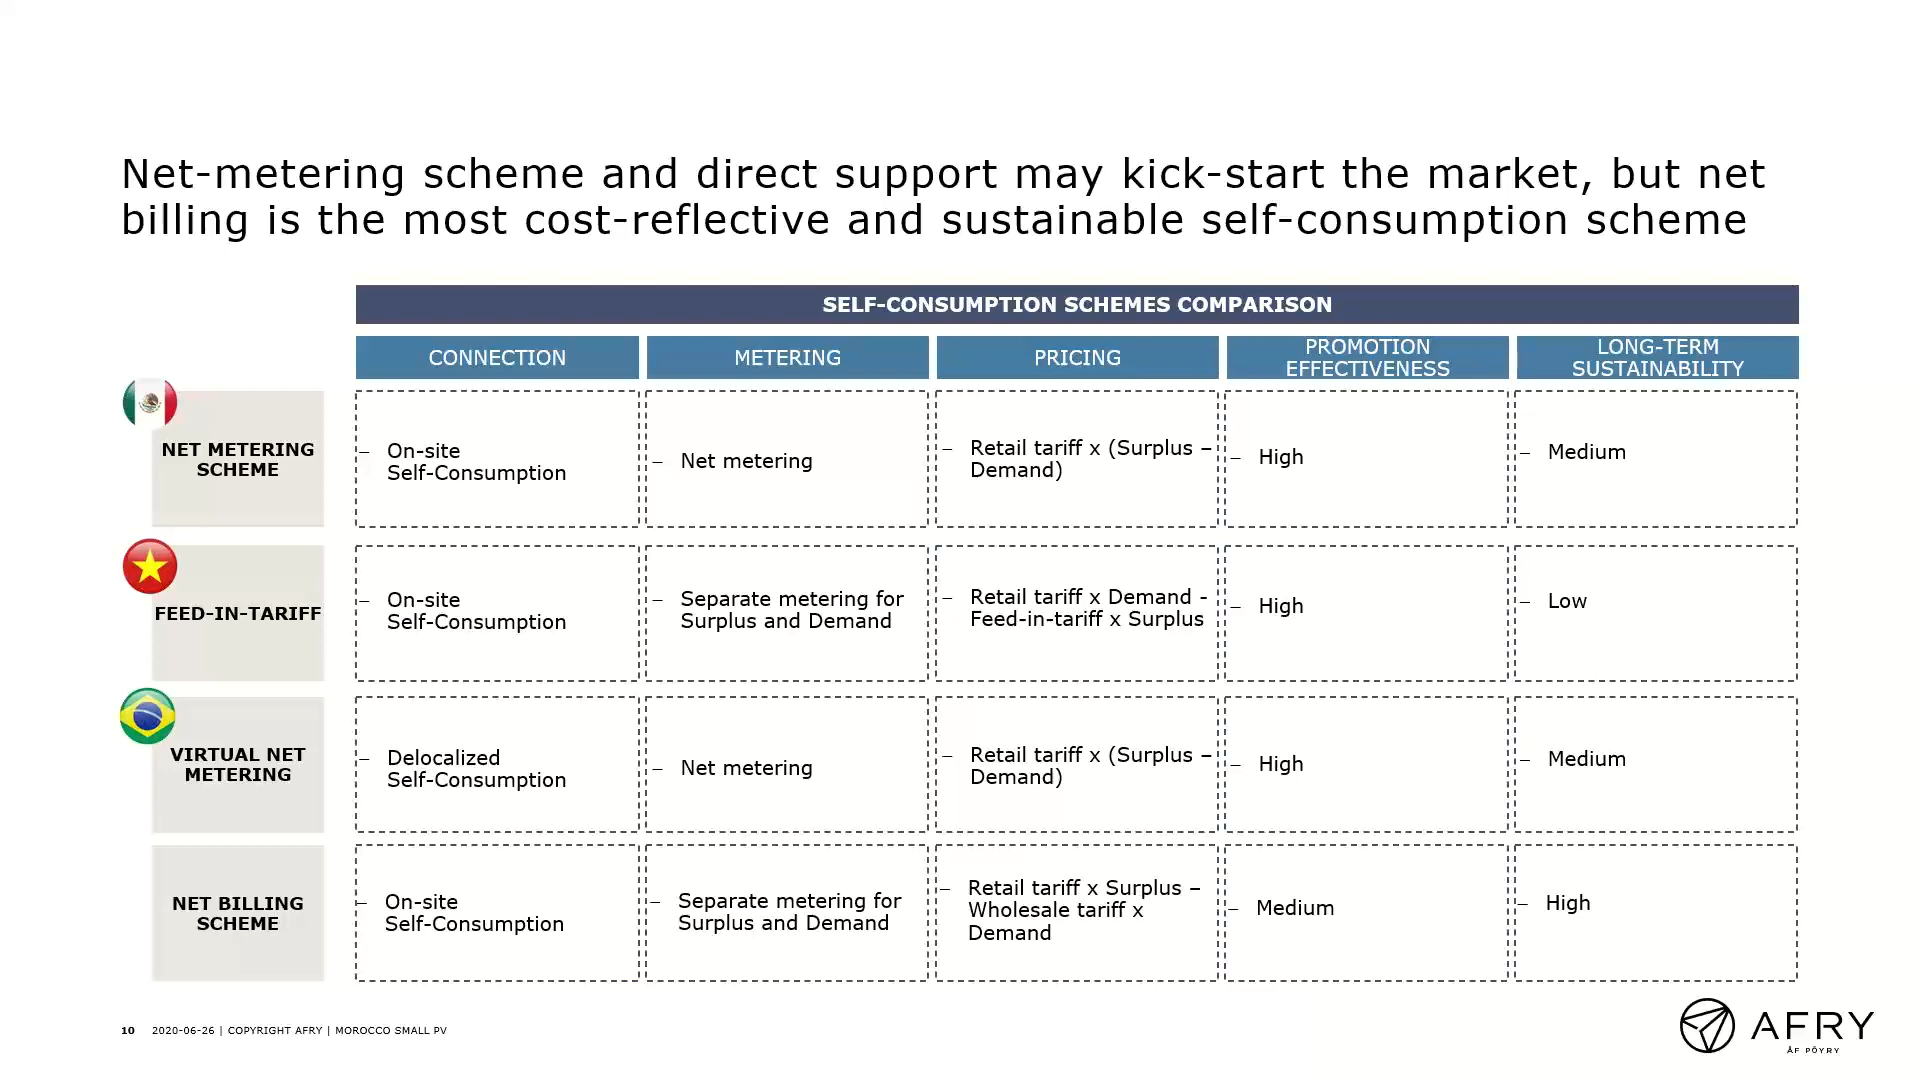 Net-metering scheme and direct support may kick-start the market, but net
billing is the most cost-reflective and sustainable self-consumption scheme
SELF-CONSUMPTION SCHEMES COMPARISON
CONNECTION
METERING
PRICING
PROMOTION
EFFECTIVENESS
LONG-TERM
SUSTAINABILITY
NET METERING
SCHEME
– On-site
Self-Consumption
– Net metering
– Retail tariff x (Surplus –
Demand)
– High
– Medium
FEED-IN-TARIFF
– On-site
Self-Consumption
– Separate metering for
Surplus and Demand
– Retail tariff x Demand -
Feed-in-tariff x Surplus
– High
– Low
VIRTUAL NET
METERING
– Delocalized
Self-Consumption
– Net metering
– Retail tariff x (Surplus –
Demand)
– High
– Medium
NET BILLING
SCHEME
– On-site
Self-Consumption
– Separate metering for
Surplus and Demand
– Retail tariff x Surplus –
Wholesale tariff x
Demand
– Medium
– High
10 2020-06-26 | COPYRIGHT AFRY | MOROCCO SMALL PV
AFRY
ÅF PÖYRY